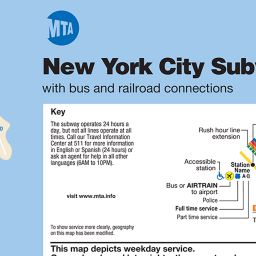 MTA
New York City Sub
with bus and railroad connections
Key
The subway operates 24 hours a
day, but not all lines operate at all
times. Call our Travel Information
Center at 511 for more information
in English or Spanish (24 hours) or
ask an agent for help in all other
languages (6AM to 10PM).
visit www.mta.info
To show service more clearly, geography
on this map has been modified.
Rush hour line
extension
Accessible
station
Station
Name
A•C
Bus or AIRTRAIN
to airport
Police
Full time service
Part time service
This map depicts weekday service.